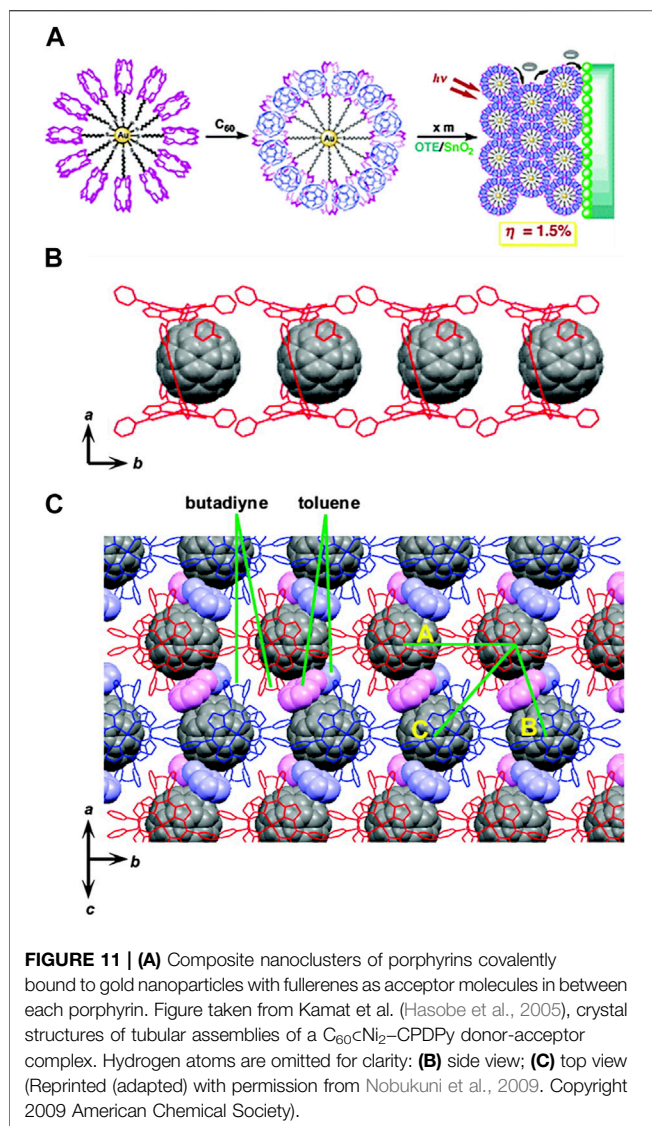 A
Au
C60
Au
x m
OTE/SnO2
hν
η = 1.5%
B
a
b
C
butadiyne
toluene
A
C
B
a
b
c
FIGURE 11 | (A) Composite nanoclusters of porphyrins covalently
bound to gold nanoparticles with fullerenes as acceptor molecules in between
each porphyrin. Figure taken from Kamat et al. (Hasobe et al., 2005), crystal
structures of tubular assemblies of a C60⊂Ni2–CPDPy donor-acceptor
complex. Hydrogen atoms are omitted for clarity: (B) side view; (C) top view
(Reprinted (adapted) with permission from Nobukuni et al., 2009. Copyright
2009 American Chemical Society).